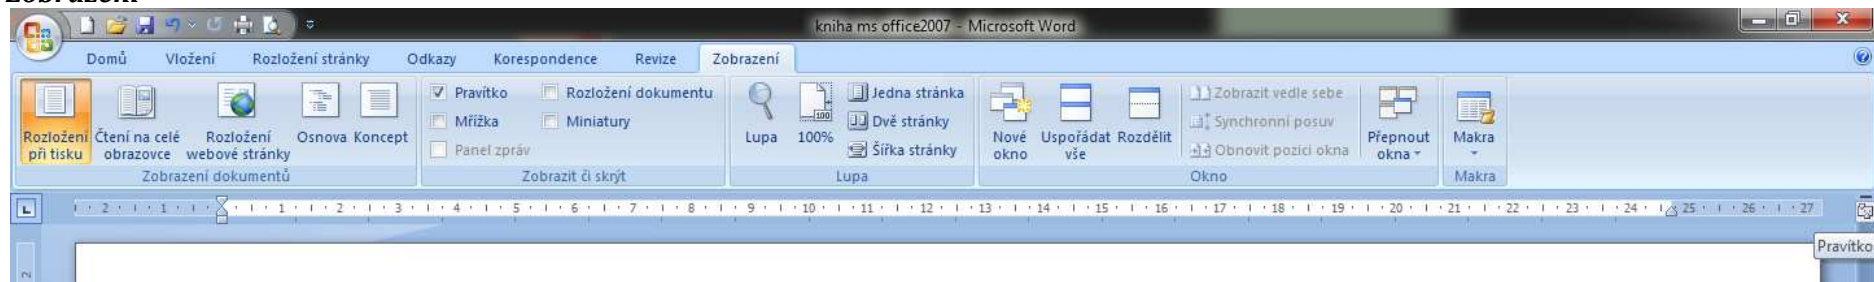 Zobrazení
kniha ms office2007 - Microsoft Word
Domů Vložení Rozložení stránky Odkazy Korespondence Revize Zobrazení
Rozložení při tisku
Čtení na celé obrazovce
Rozložení webové stránky
Osnova
Koncept
Zobrazení dokumentů
Pravítko
Mřížka
Panel zpráv
Rozložení dokumentu
Miniatury
Zobrazit či skrýt
Lupa
100%
Jedna stránka
Dvě stránky
Šířka stránky
Lupa
Nové okno
Uspořádat vše
Rozdělit
Zobrazit vedle sebe
Synchronní posuv
Obnovit pozici okna
Přepnout okna
Okno
Makra
Makra
2 1 1 2 3 4 5 6 7 8 9 10 11 12 13 14 15 16 17 18 19 20 21 22 23 24 25 26 27
Pravítko
2